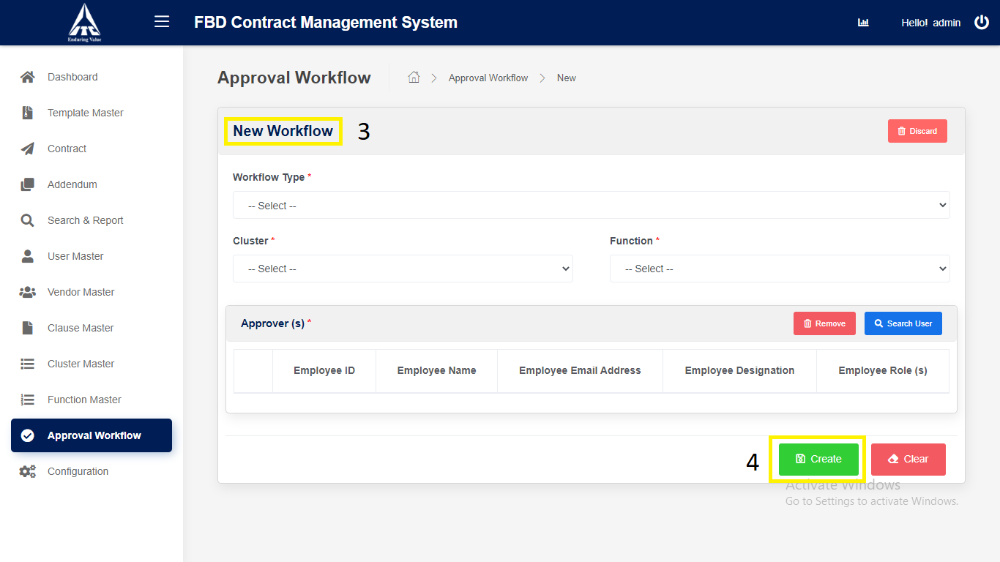 ITC
Enduring Value
FBD Contract Management System
Hello! admin
Dashboard
Template Master
Contract
Addendum
Search & Report
User Master
Vendor Master
Clause Master
Cluster Master
Function Master
Approval Workflow
Configuration
Approval Workflow
Approval Workflow
New
New Workflow
3
Discard
Workflow Type *
-- Select --
Cluster *
Function *
-- Select --
-- Select --
Approver (s) *
Remove
Search User
Employee ID
Employee Name
Employee Email Address
Employee Designation
Employee Role (s)
4
Create
Clear
Activate Windows
Go to Settings to activate Windows.